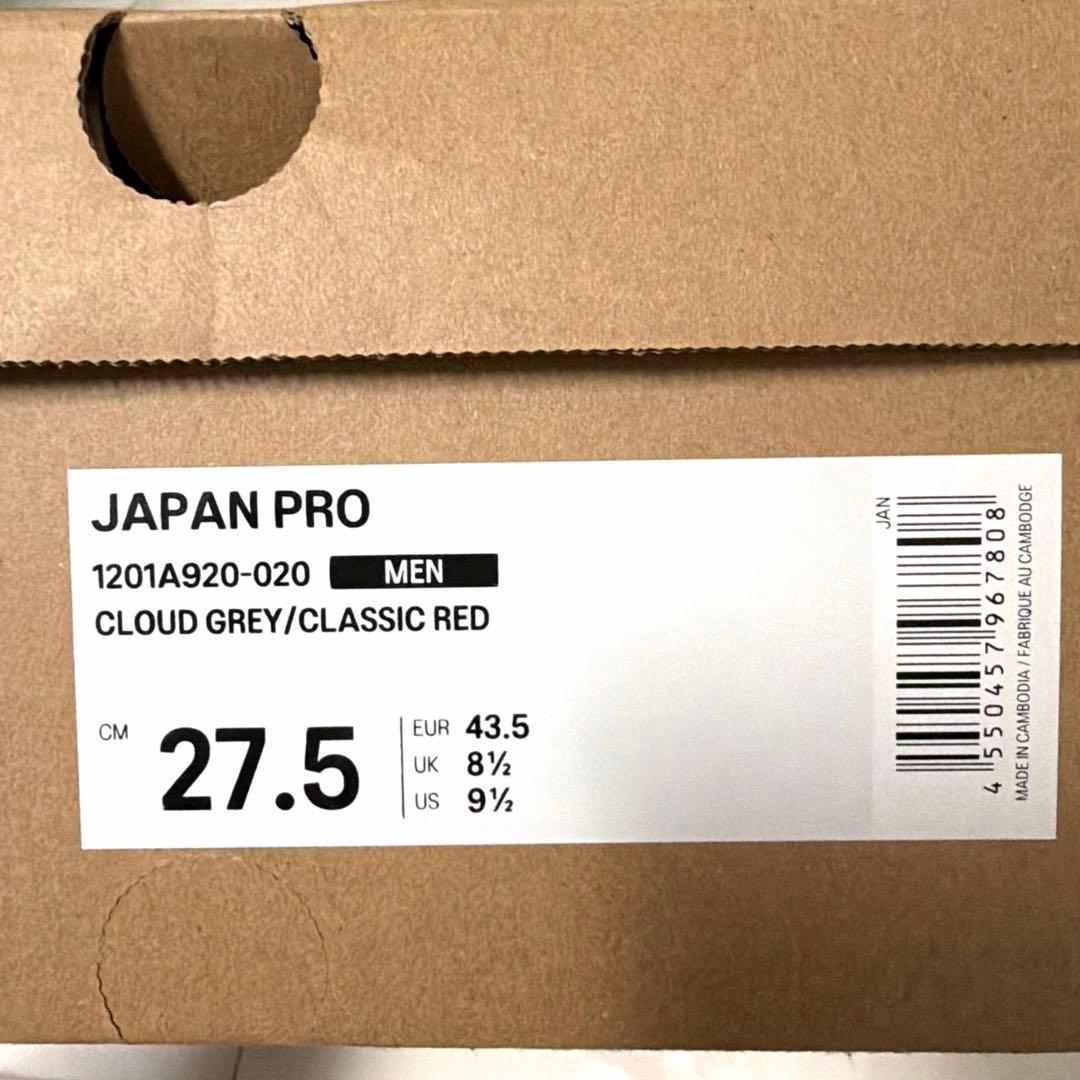 JAPAN PRO
1201A920-020 MEN
CLOUD GREY/CLASSIC RED
CM 27.5
EUR 43.5
UK 8½
US 9½
JAN
4 550457 967808
MADE IN CAMBODIA / FABRIQUE AU CAMBODGE